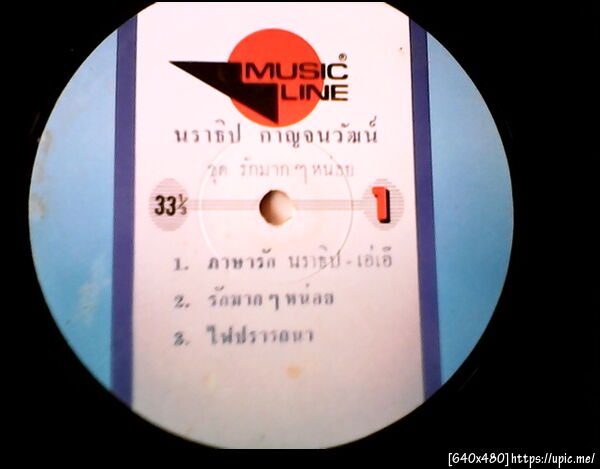 MUSIC®
LINE
นราธิป กาญจนวัฒน์
ชุด รักมาก ๆ หน่อย
33⅓
1
1. ภาษารัก นราธิป - เอ๋เอ๊
2. รักมาก ๆ หน่อย
3. ไฟปรารถนา
[640x480]https://upic.me/